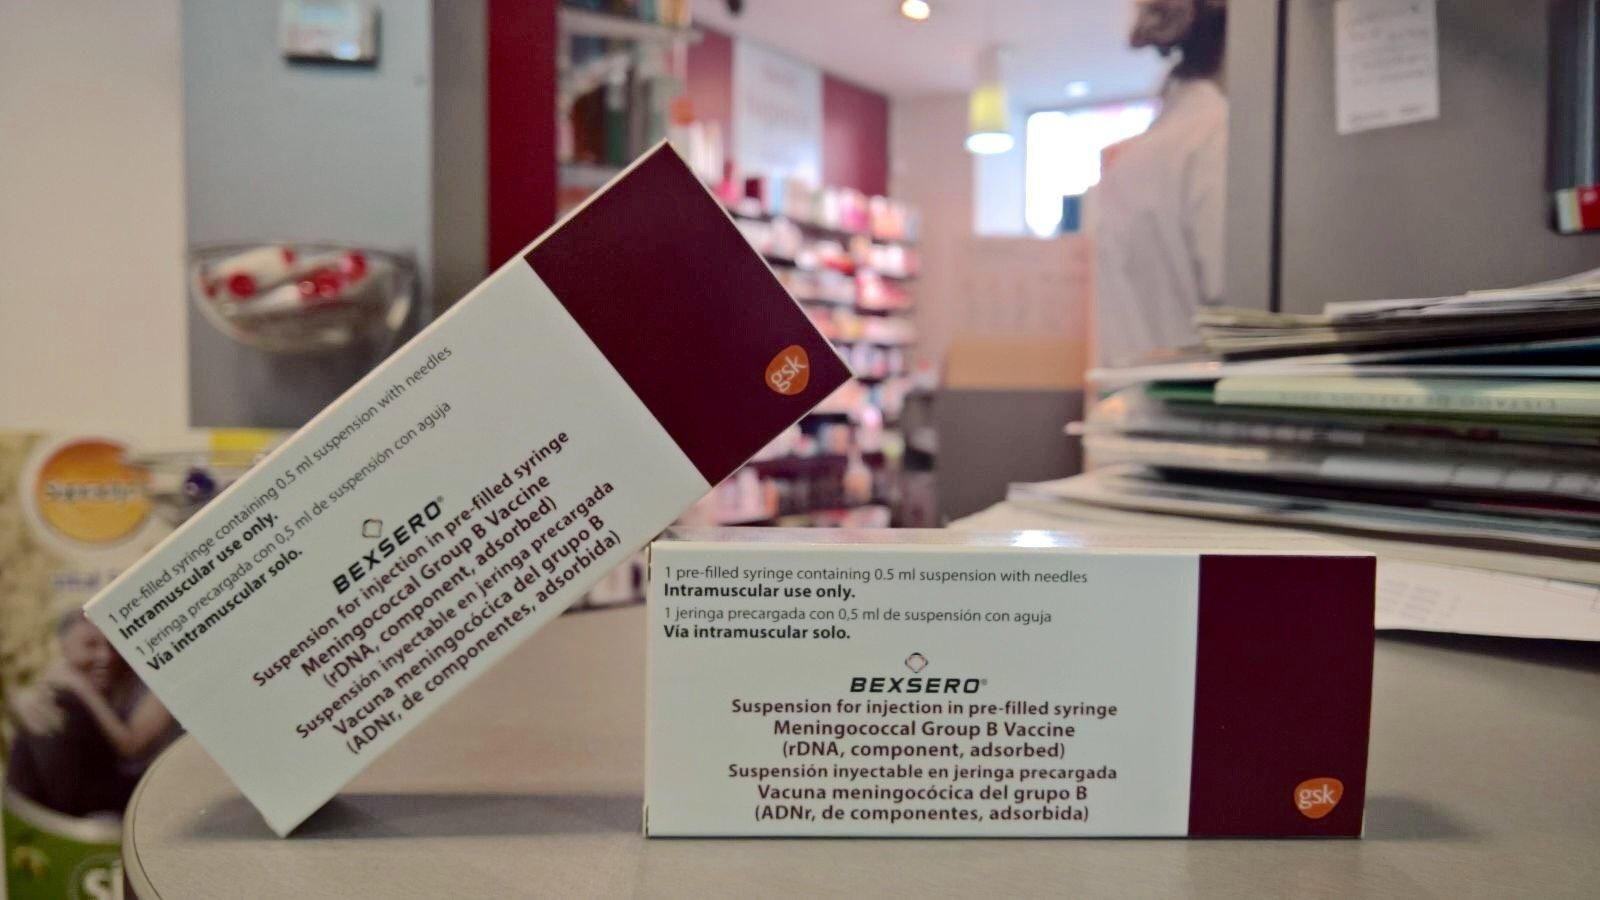 1 pre-filled syringe containing 0.5 ml suspension with needles
Intramuscular use only.
1 jeringa precargada con 0,5 ml de suspensión con aguja
Vía intramuscular solo.
BEXSERO®
Suspension for injection in pre-filled syringe
Meningococcal Group B Vaccine
(rDNA, component, adsorbed)
Suspensión inyectable en jeringa precargada
Vacuna meningocócica del grupo B
(ADNr, de componentes, adsorbida)
gsk
1 pre-filled syringe containing 0.5 ml suspension with needles
Intramuscular use only.
1 jeringa precargada con 0,5 ml de suspensión con aguja
Vía intramuscular solo.
BEXSERO®
Suspension for injection in pre-filled syringe
Meningococcal Group B Vaccine
(rDNA, component, adsorbed)
Suspensión inyectable en jeringa precargada
Vacuna meningocócica del grupo B
(ADNr, de componentes, adsorbida)
gsk